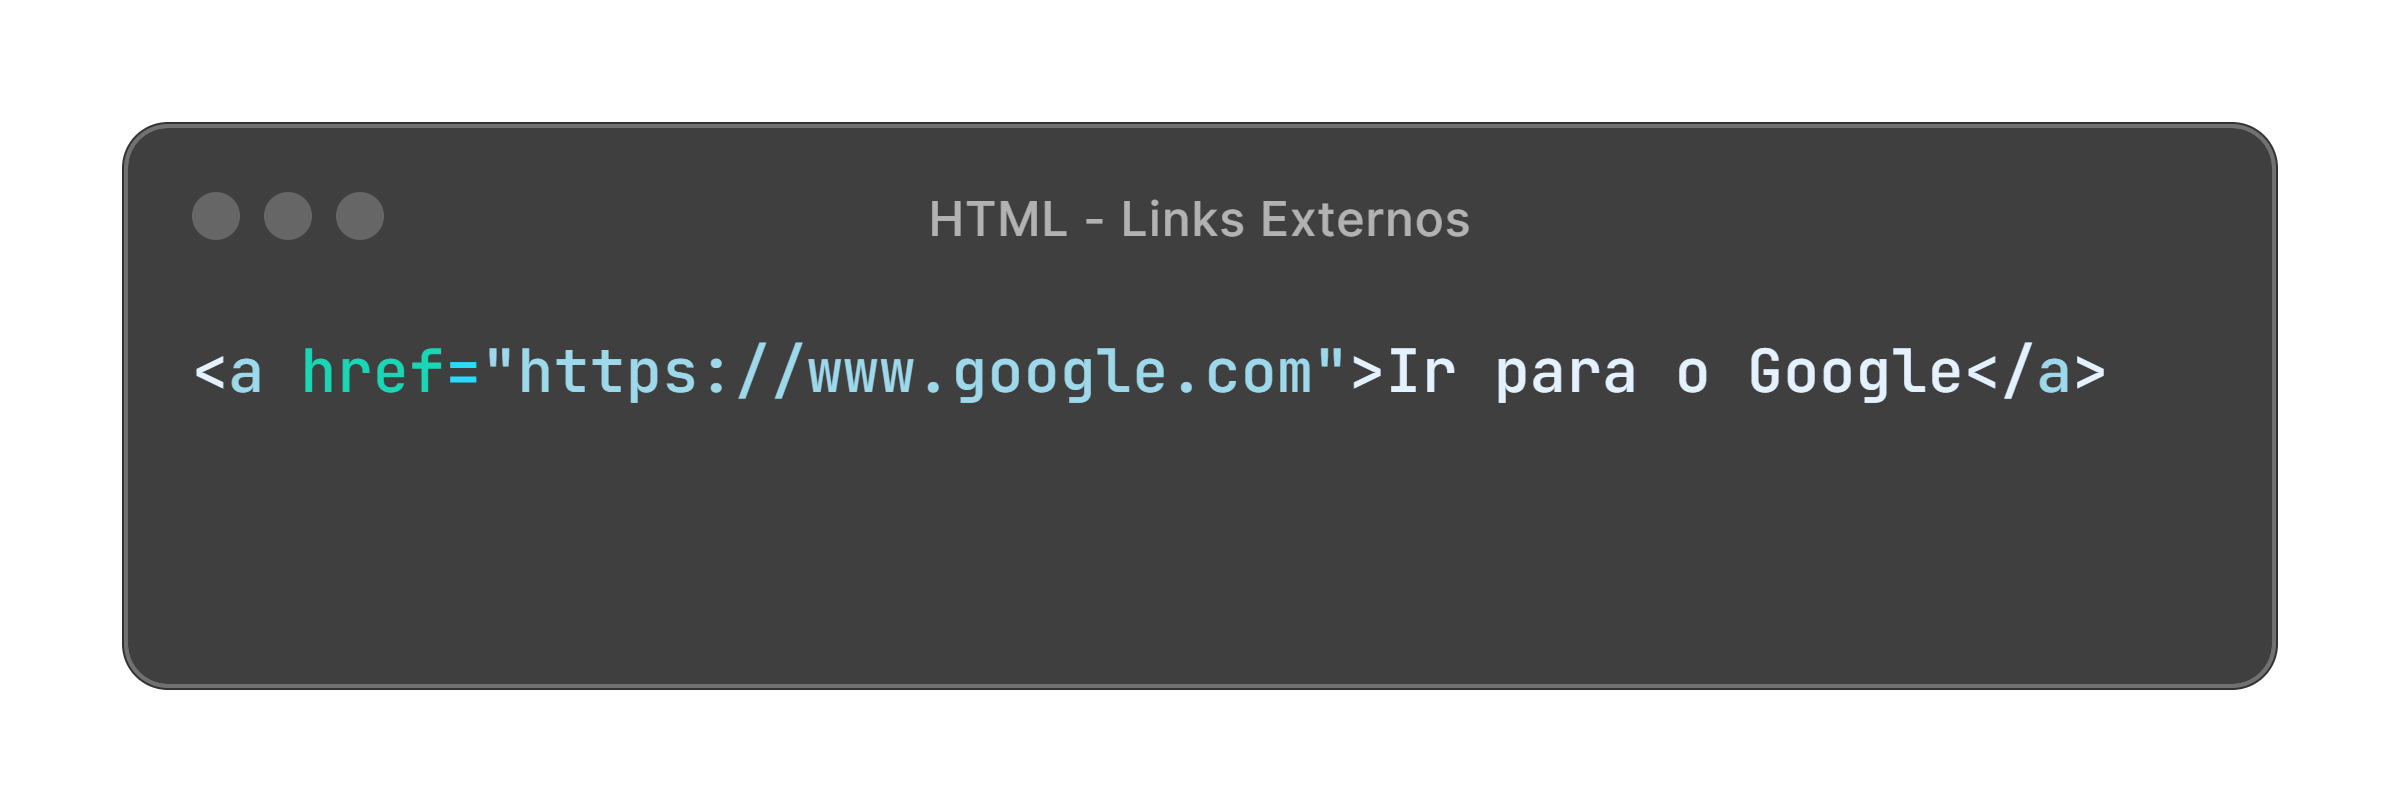 HTML - Links Externos
<a href="https://www.google.com">Ir para o Google</a>